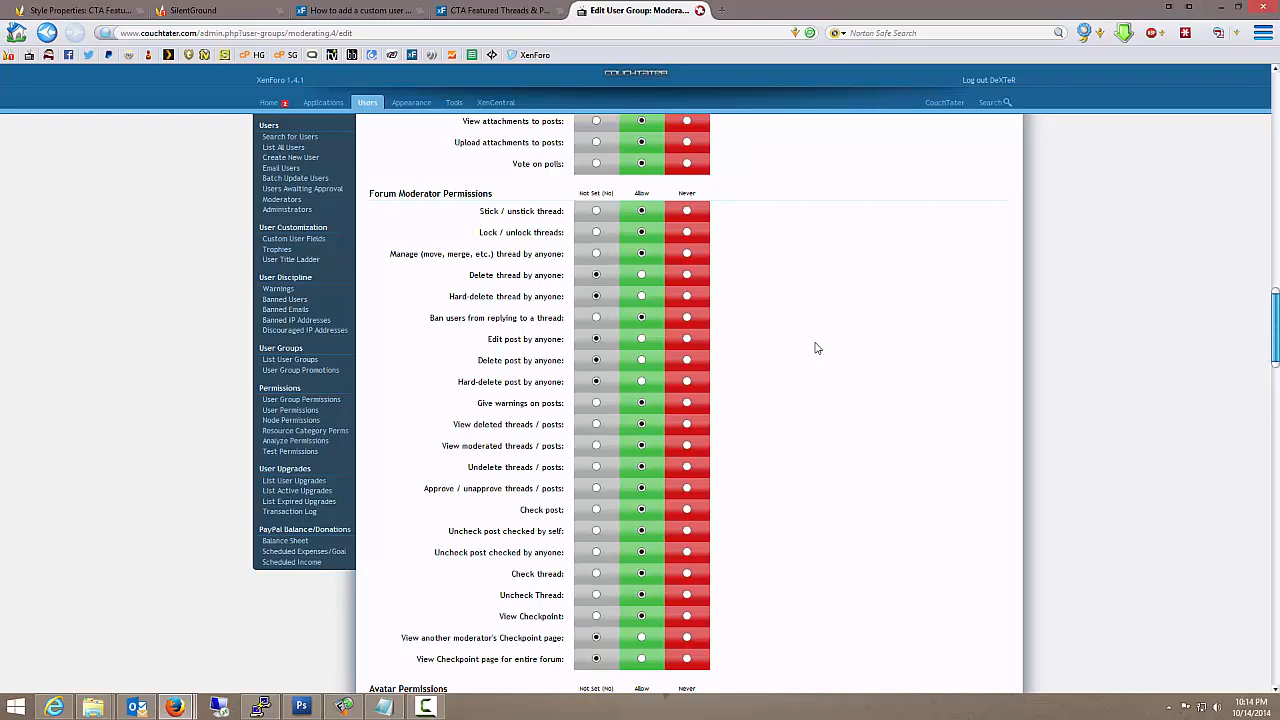 Style Properties: CTA Featu...
SilentGround
How to add a custom user...
CTA Featured Threads & P...
Edit User Group: Modera...
www.couchtater.com/admin.php?user-groups/moderating.4/edit
Norton Safe Search
HG
SG
XenForo
XenForo 1.4.1
COUCHTATER
Log out DeXTeR
Home 2
Applications
Users
Appearance
Tools
XenCentral
CouchTater
Search
Users
Search for Users
List All Users
Create New User
Email Users
Batch Update Users
Users Awaiting Approval
Moderators
Administrators
User Customization
Custom User Fields
Trophies
User Title Ladder
User Discipline
Warnings
Banned Users
Banned Emails
Banned IP Addresses
Discouraged IP Addresses
User Groups
List User Groups
User Group Promotions
Permissions
User Group Permissions
User Permissions
Node Permissions
Resource Category Perms
Analyze Permissions
Test Permissions
User Upgrades
List User Upgrades
List Active Upgrades
List Expired Upgrades
Transaction Log
PayPal Balance/Donations
Balance Sheet
Scheduled Expenses/Goal
Scheduled Income
View attachments to posts:
Upload attachments to posts:
Vote on polls:
Forum Moderator Permissions Not Set (No) Allow Never
Stick / unstick thread:
Lock / unlock threads:
Manage (move, merge, etc.) thread by anyone:
Delete thread by anyone:
Hard-delete thread by anyone:
Ban users from replying to a thread:
Edit post by anyone:
Delete post by anyone:
Hard-delete post by anyone:
Give warnings on posts:
View deleted threads / posts:
View moderated threads / posts:
Undelete threads / posts:
Approve / unapprove threads / posts:
Check post:
Uncheck post checked by self:
Uncheck post checked by anyone:
Check thread:
Uncheck Thread:
View Checkpoint:
View another moderator's Checkpoint page:
View Checkpoint page for entire forum:
Avatar Permissions Not Set (No) Allow Never
10:14 PM
10/14/2014